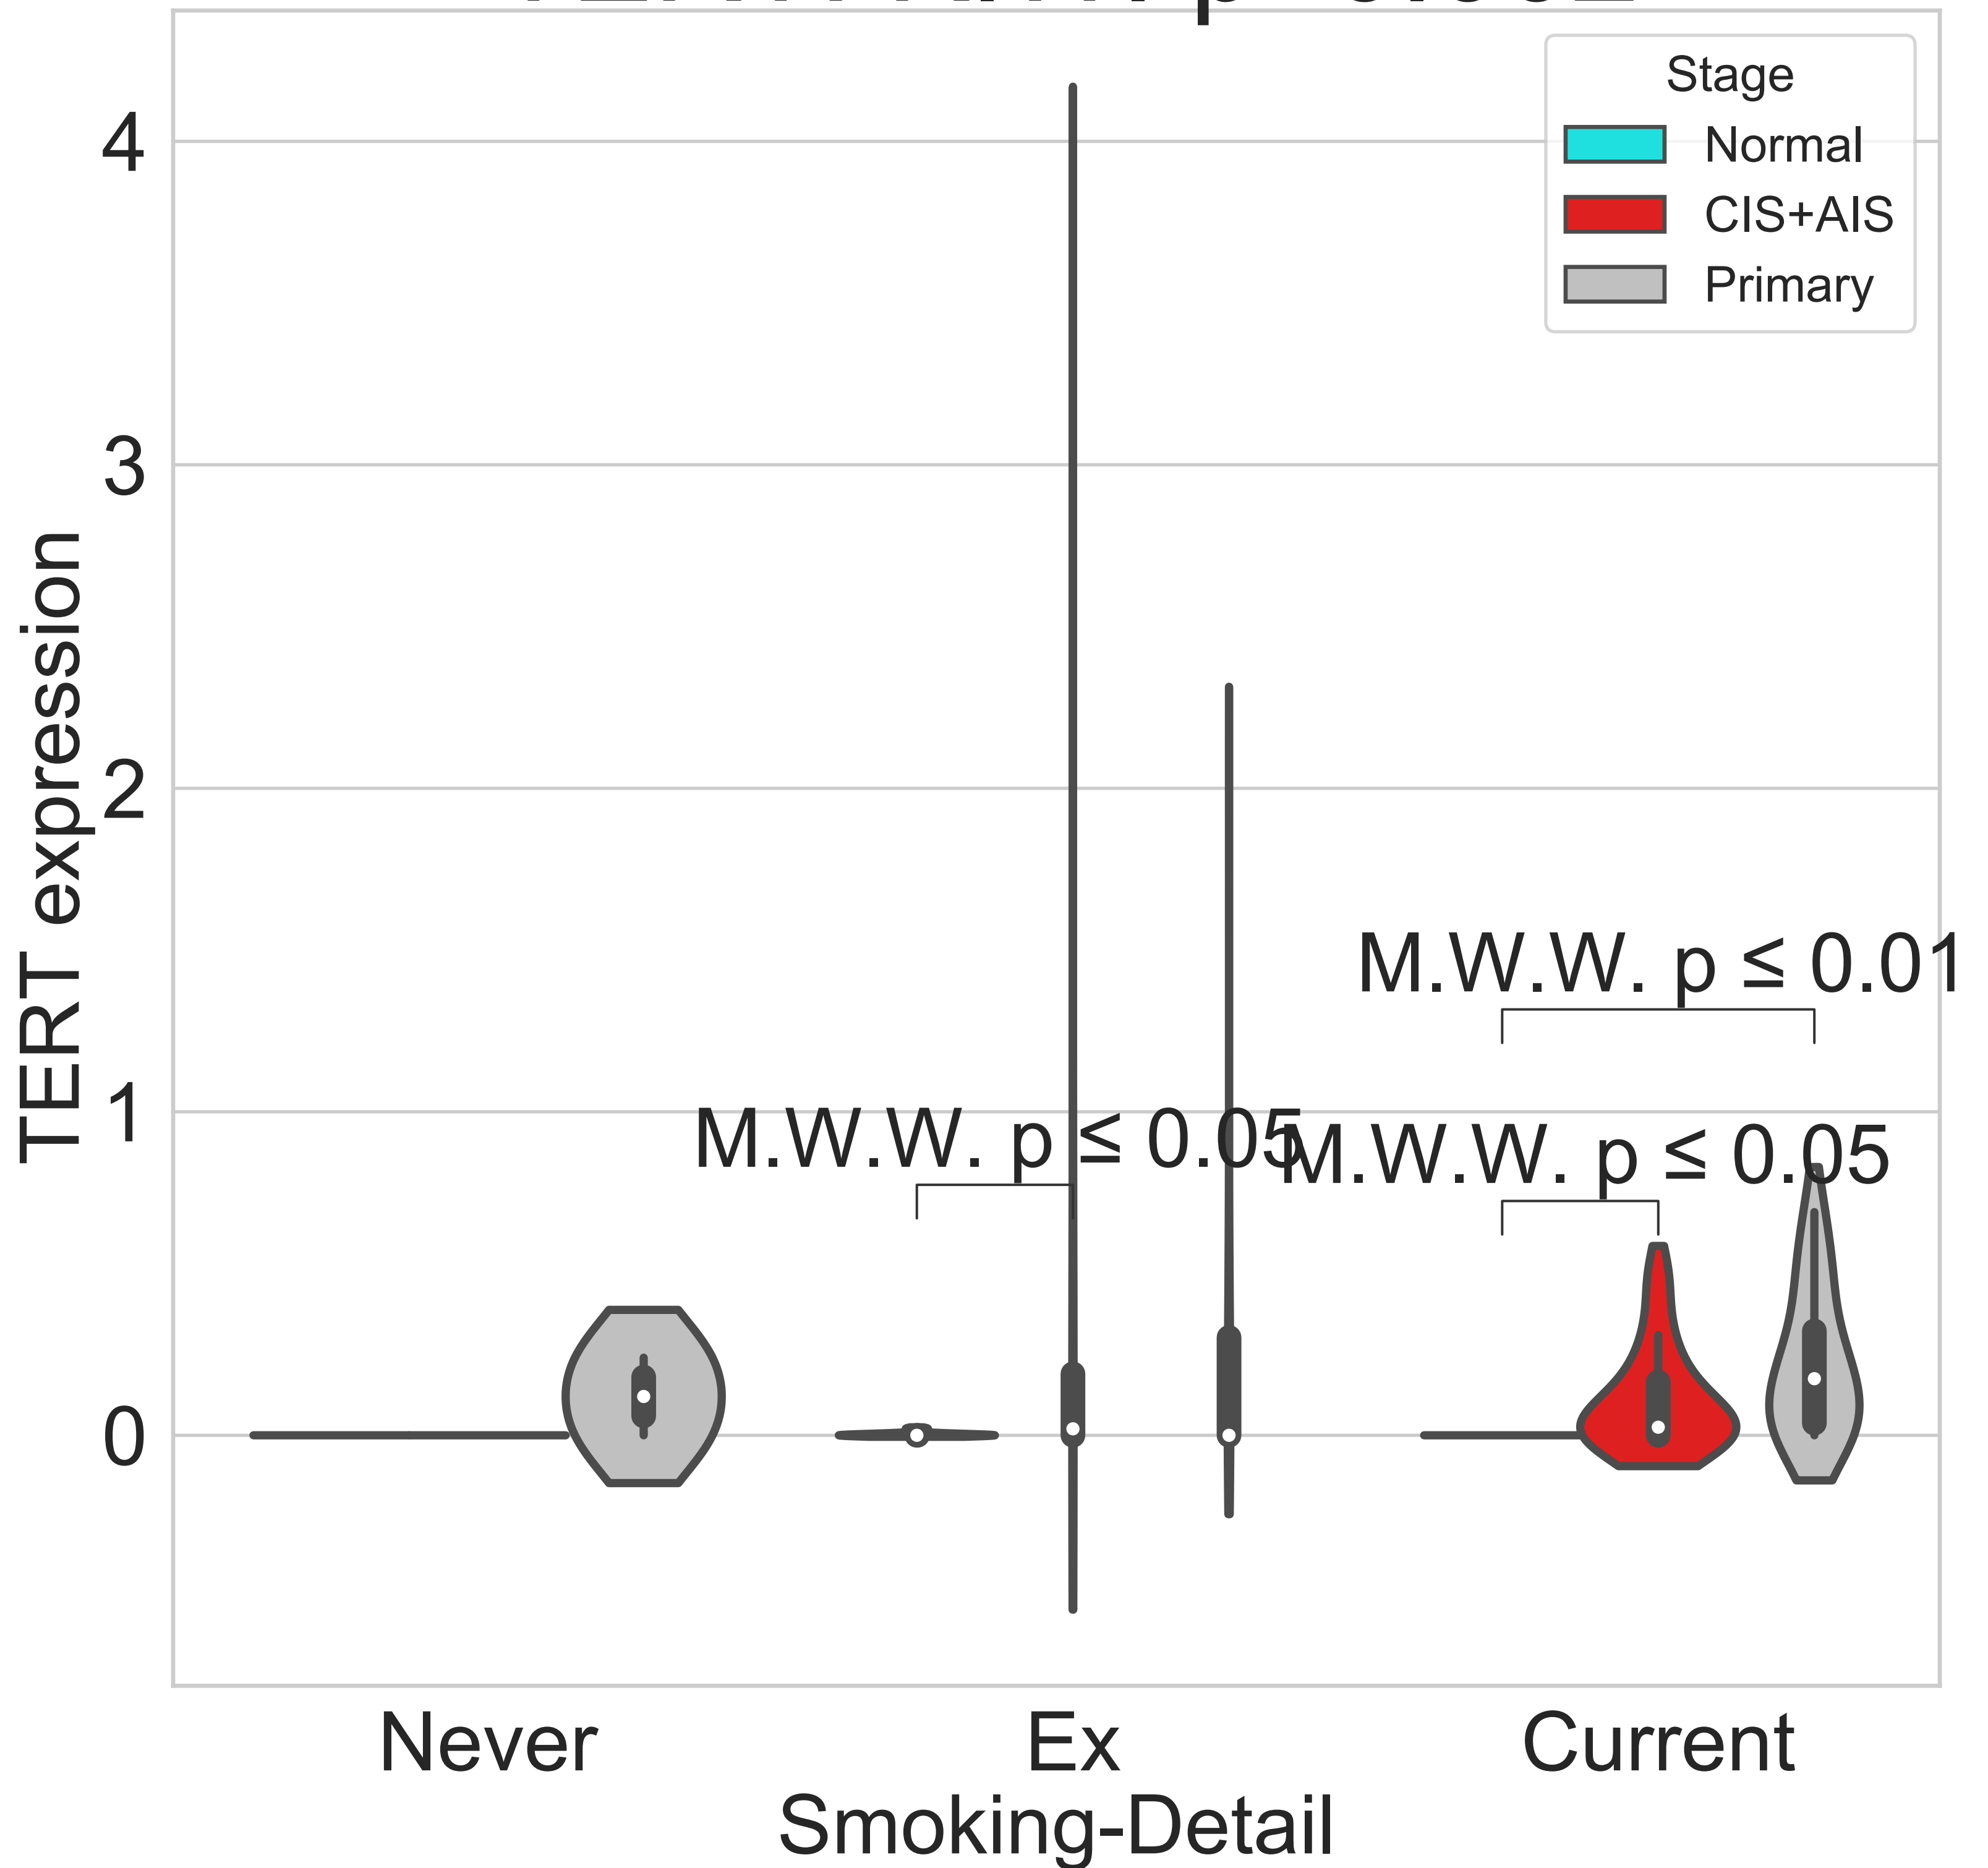 Stage
Normal
CIS+AIS
Primary
4
3
2
1
0
TERT expression
M.W.W. p ≤ 0.01
M.W.W. p ≤ 0.05
M.W.W. p ≤ 0.05
Never
Ex
Current
Smoking-Detail